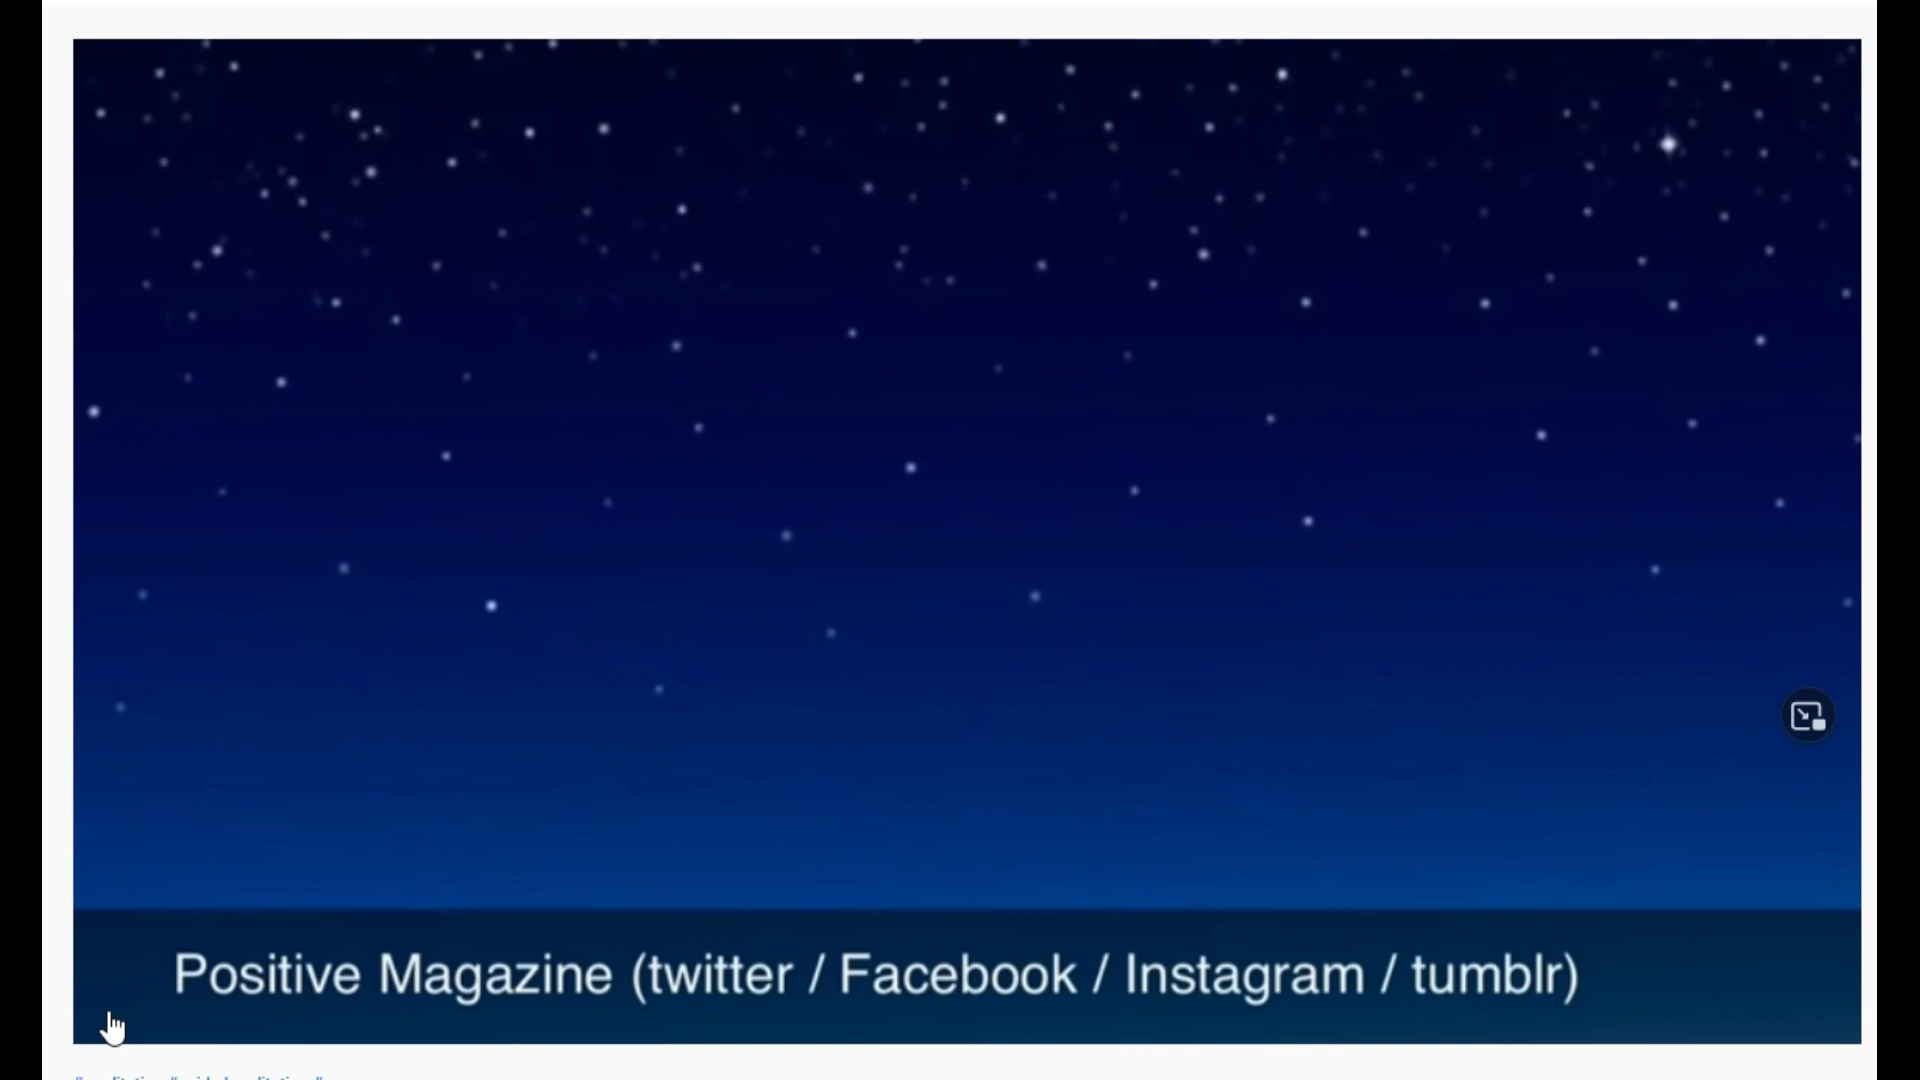 Positive Magazine (twitter / Facebook / Instagram / tumblr)